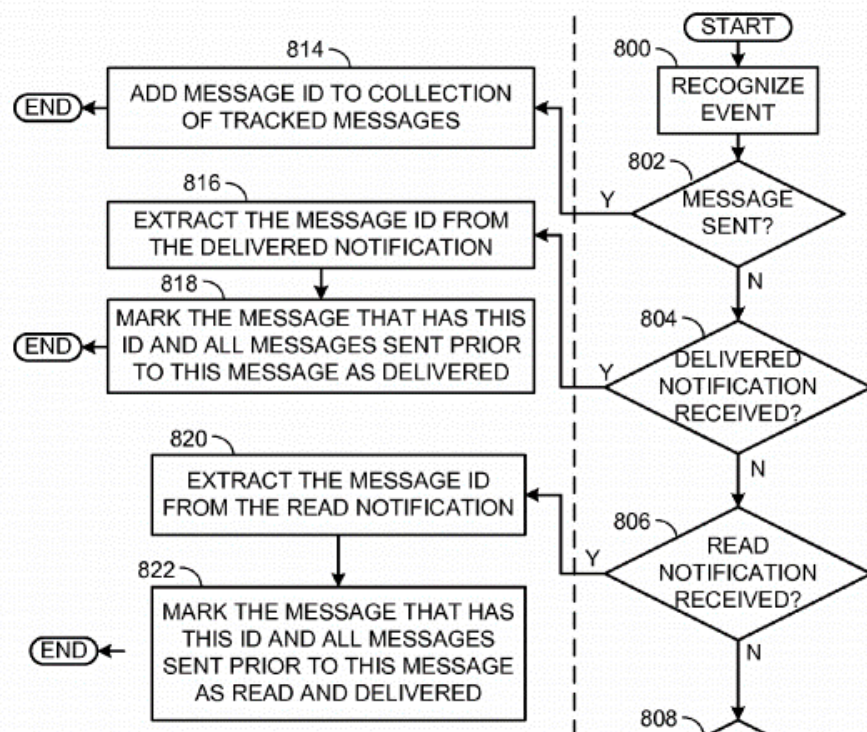 START
800
RECOGNIZE
EVENT
802
MESSAGE
SENT?
Y
N
814
ADD MESSAGE ID TO COLLECTION
OF TRACKED MESSAGES
END
804
DELIVERED
NOTIFICATION
RECEIVED?
Y
N
816
EXTRACT THE MESSAGE ID FROM
THE DELIVERED NOTIFICATION
818
MARK THE MESSAGE THAT HAS THIS
ID AND ALL MESSAGES SENT PRIOR
TO THIS MESSAGE AS DELIVERED
END
806
READ
NOTIFICATION
RECEIVED?
Y
N
820
EXTRACT THE MESSAGE ID
FROM THE READ NOTIFICATION
822
MARK THE MESSAGE THAT HAS
THIS ID AND ALL MESSAGES
SENT PRIOR TO THIS MESSAGE
AS READ AND DELIVERED
END
808